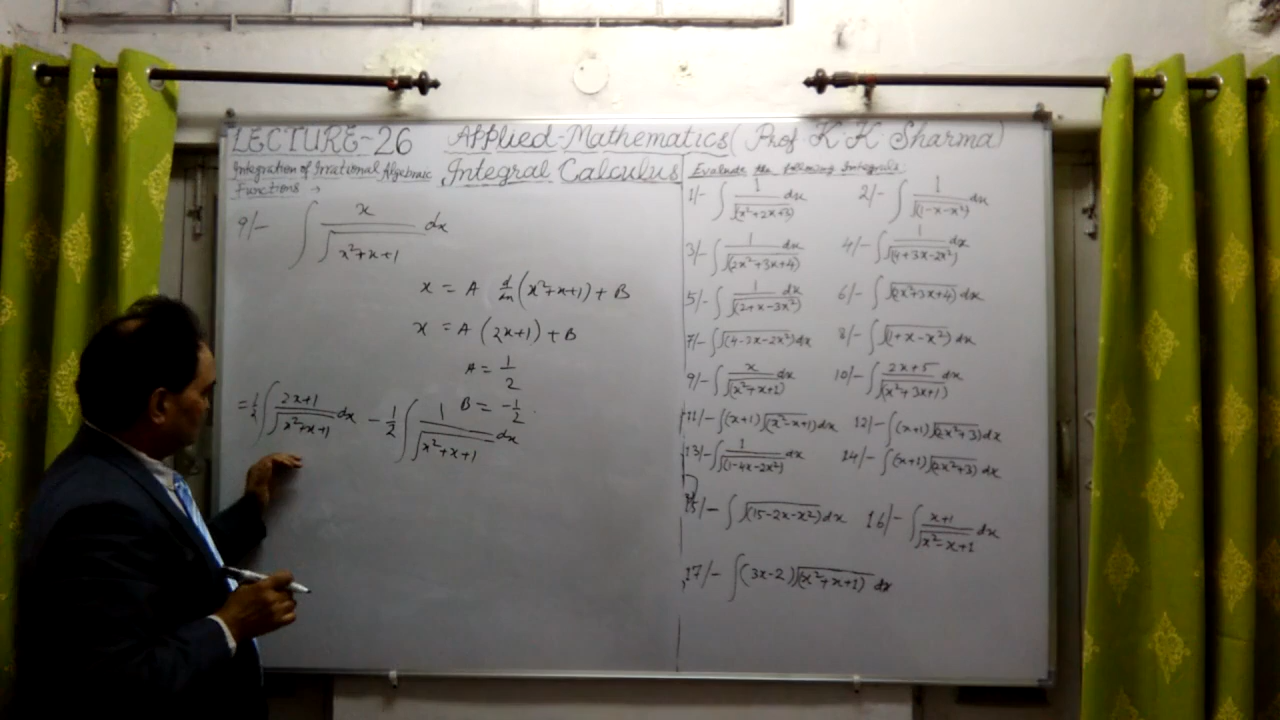 LECTURE-26 Applied-Mathematics (Prof K K Sharma)
Integration of Irrational Algebraic Functions → Integral Calculus
9/- ∫ x/√(x²+x+1) dx
x = A d/dx (x²+x+1) + B
x = A (2x+1) + B
A = 1/2
B = -1/2
= 1/2 ∫ (2x+1)/√(x²+x+1) dx - 1/2 ∫ 1/√(x²+x+1) dx
Evaluate the following Integrals:
1/- ∫ 1/√(x²+2x+3) dx 2/- ∫ 1/√(1-x-x²) dx
3/- ∫ 1/√(2x²+3x+4) dx 4/- ∫ 1/√(4+3x-2x²) dx
5/- ∫ 1/√(2+x-3x²) dx 6/- ∫ √(2x²+3x+4) dx
7/- ∫ √(4-2x-2x²) dx 8/- ∫ √(1+x-x²) dx
9/- ∫ x/√(x²+x+1) dx 10/- ∫ (2x+5)/√(x²+3x+1) dx
11/- ∫ (x+1)√(x²-x+1) dx 12/- ∫ (x+1)√(2x²+3) dx
13/- ∫ 1/√(1-4x-2x²) dx 14/- ∫ (x+1)√(2x²+3) dx
15/- ∫ √(15-2x-x²) dx 16/- ∫ (x+1)/√(x²-x+1) dx
17/- ∫ (3x-2)√(x²+x+1) dx